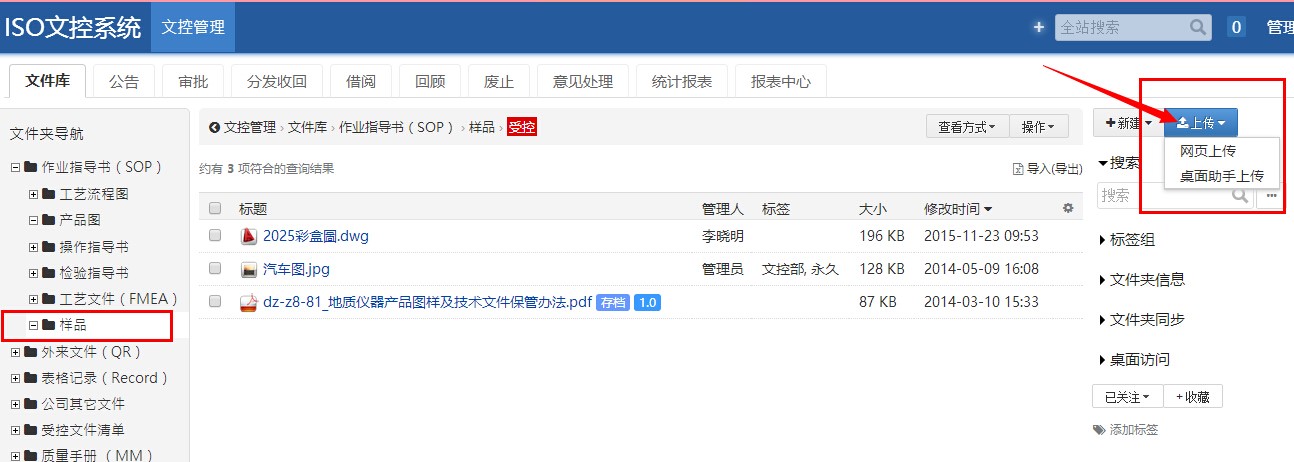 ISO文控系统 文控管理 全站搜索 0 管理
文件库 公告 审批 分发收回 借阅 回顾 废止 意见处理 统计报表 报表中心
文件夹导航
作业指导书（SOP）
工艺流程图
产品图
操作指导书
检验指导书
工艺文件（FMEA）
样品
外来文件（QR）
表格记录（Record）
公司其它文件
受控文件清单
质量手册 （MM）
文控管理 › 文件库 › 作业指导书（SOP） › 样品 › 受控
查看方式 操作
约有 3 项符合的查询结果 导入(导出)
标题 管理人 标签 大小 修改时间
2025彩盒圖.dwg 李晓明 196 KB 2015-11-23 09:53
汽车图.jpg 管理员 文控部, 永久 128 KB 2014-05-09 16:08
dz-z8-81_地质仪器产品图样及技术文件保管办法.pdf 存档 1.0 87 KB 2014-03-10 15:33
+新建 上传
网页上传
桌面助手上传
搜索
搜索 ...
标签组
文件夹信息
文件夹同步
桌面访问
已关注 +收藏
添加标签